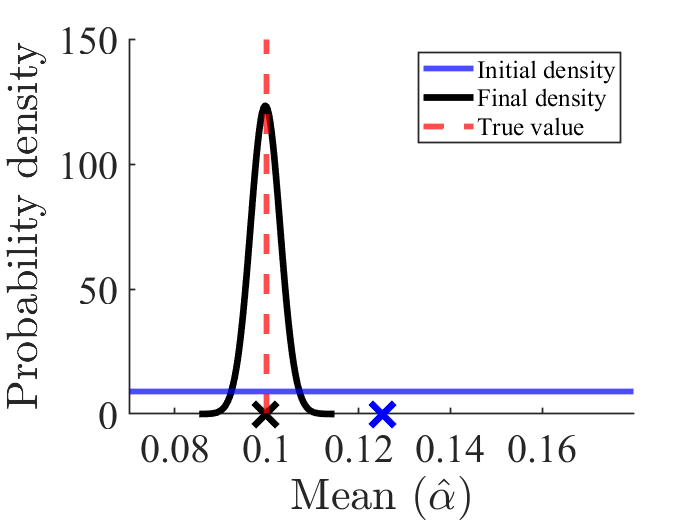 150
100
50
0
Probability density
Initial density
Final density
True value
0.08 0.1 0.12 0.14 0.16
Mean (α̂)